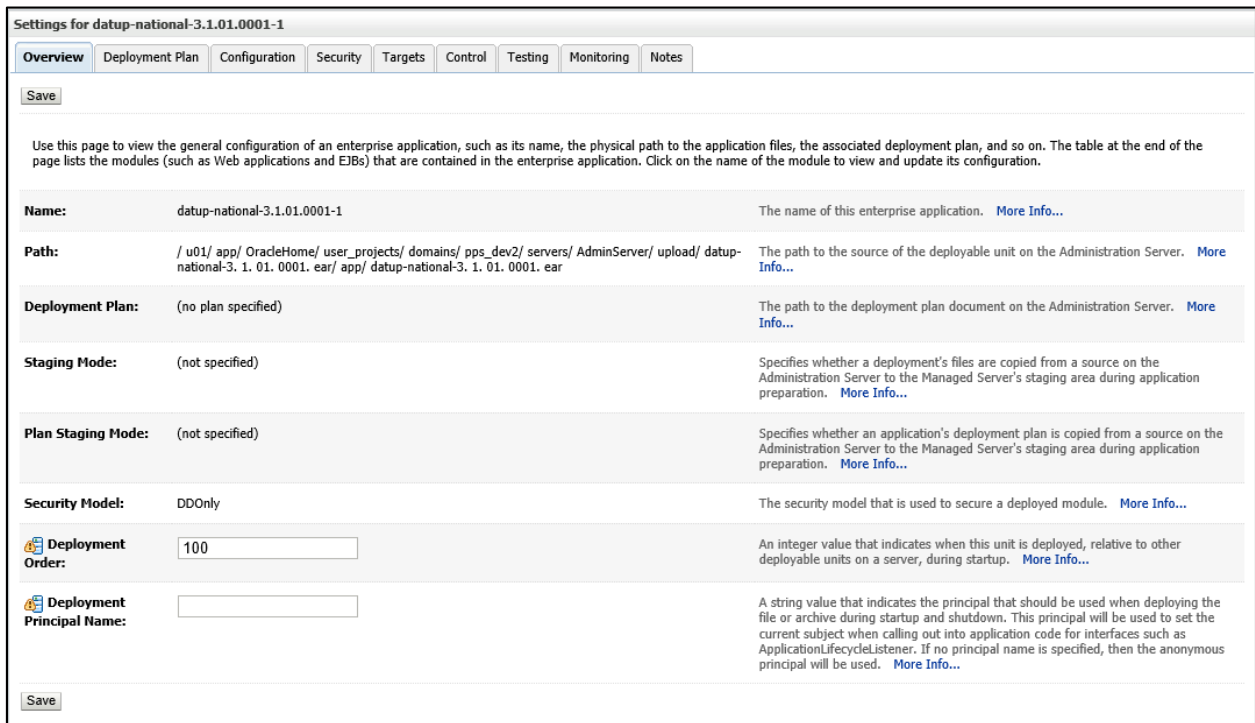 Settings for datup-national-3.1.01.0001-1
Overview Deployment Plan Configuration Security Targets Control Testing Monitoring Notes
Save
Use this page to view the general configuration of an enterprise application, such as its name, the physical path to the application files, the associated deployment plan, and so on. The table at the end of the
page lists the modules (such as Web applications and EJBs) that are contained in the enterprise application. Click on the name of the module to view and update its configuration.
Name: datup-national-3.1.01.0001-1 The name of this enterprise application. More Info...
Path: / u01/ app/ OracleHome/ user_projects/ domains/ pps_dev2/ servers/ AdminServer/ upload/ datup-
national-3. 1. 01. 0001. ear/ app/ datup-national-3. 1. 01. 0001. ear
The path to the source of the deployable unit on the Administration Server. More
Info...
Deployment Plan: (no plan specified) The path to the deployment plan document on the Administration Server. More
Info...
Staging Mode: (not specified) Specifies whether a deployment's files are copied from a source on the
Administration Server to the Managed Server's staging area during application
preparation. More Info...
Plan Staging Mode: (not specified) Specifies whether an application's deployment plan is copied from a source on the
Administration Server to the Managed Server's staging area during application
preparation. More Info...
Security Model: DDOnly The security model that is used to secure a deployed module. More Info...
Deployment
Order:
100
An integer value that indicates when this unit is deployed, relative to other
deployable units on a server, during startup. More Info...
Deployment
Principal Name:
A string value that indicates the principal that should be used when deploying the
file or archive during startup and shutdown. This principal will be used to set the
current subject when calling out into application code for interfaces such as
ApplicationLifecycleListener. If no principal name is specified, then the anonymous
principal will be used. More Info...
Save